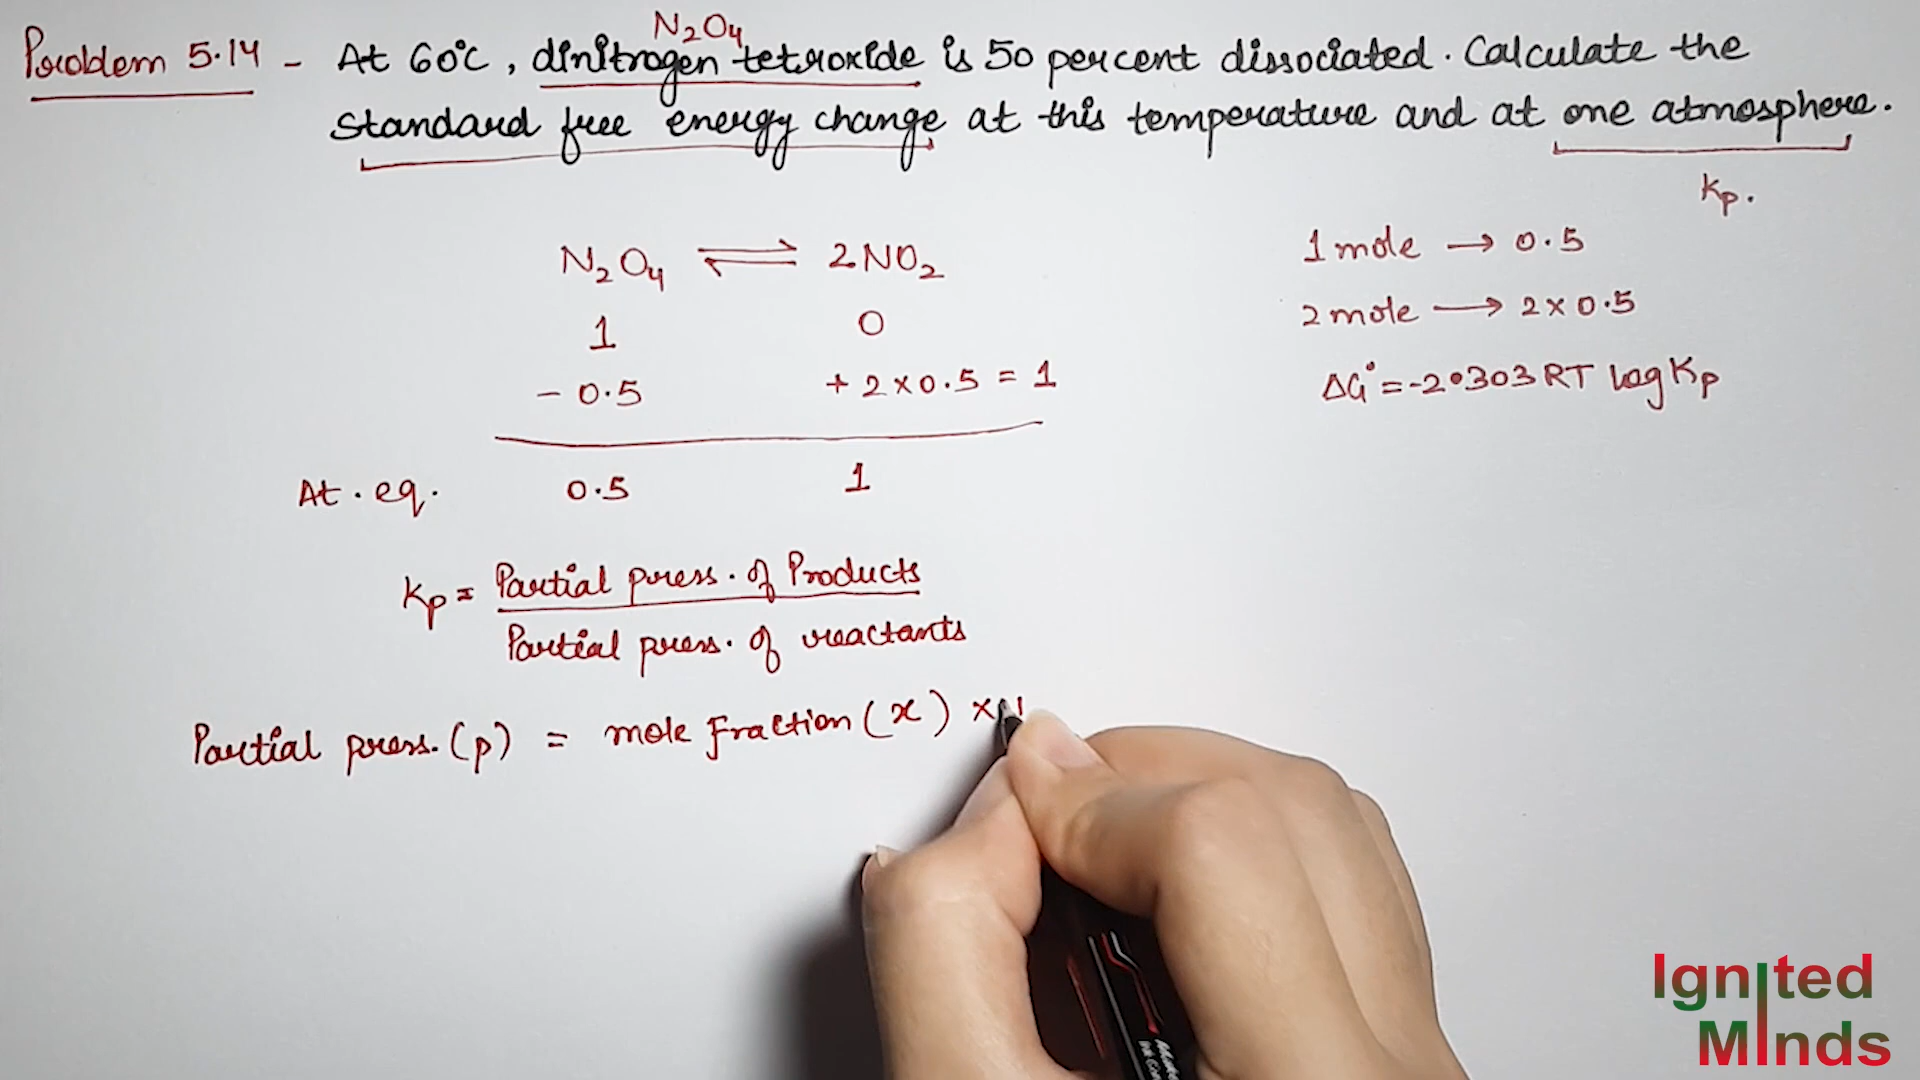 N₂O₄
Problem 5.14 - At 60°C, dinitrogen tetroxide is 50 percent dissociated. Calculate the
standard free energy change at this temperature and at one atmosphere.
Kp.
N₂O₄ ⇌ 2NO₂
1 0
- 0.5 + 2 x 0.5 = 1
At. eq. 0.5 1
1 mole → 0.5
2 mole → 2 x 0.5
ΔG° = -2.303 RT log Kp
Kp = Partial press. of Products
Partial press. of reactants
Partial press. (p) = mole fraction (x) x
Ignited
Minds